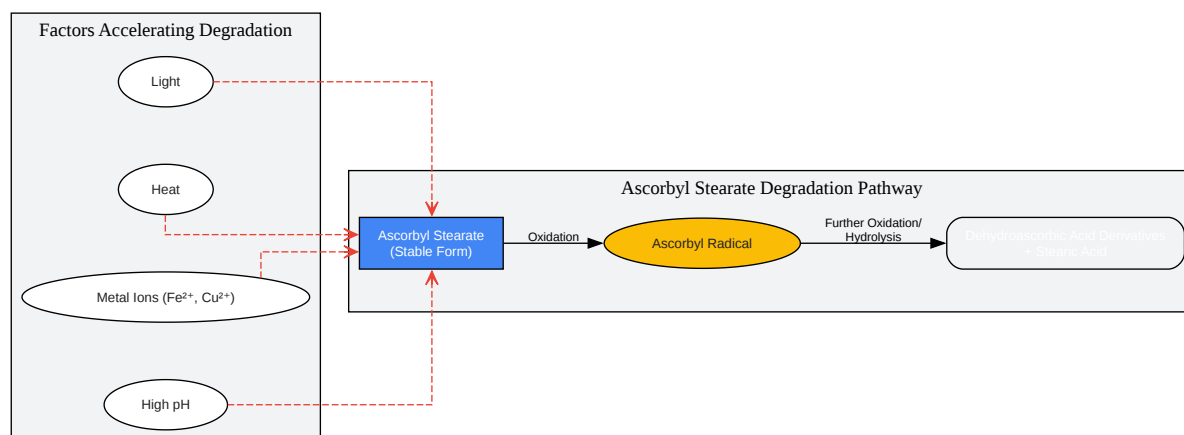 Factors Accelerating Degradation
Light
Heat
Metal Ions (Fe²⁺, Cu²⁺)
High pH
Ascorbyl Stearate Degradation Pathway
Ascorbyl Stearate
(Stable Form)
Oxidation
Ascorbyl Radical
Further Oxidation/
Hydrolysis
Dehydroascorbic Acid Derivatives
+ Stearic Acid